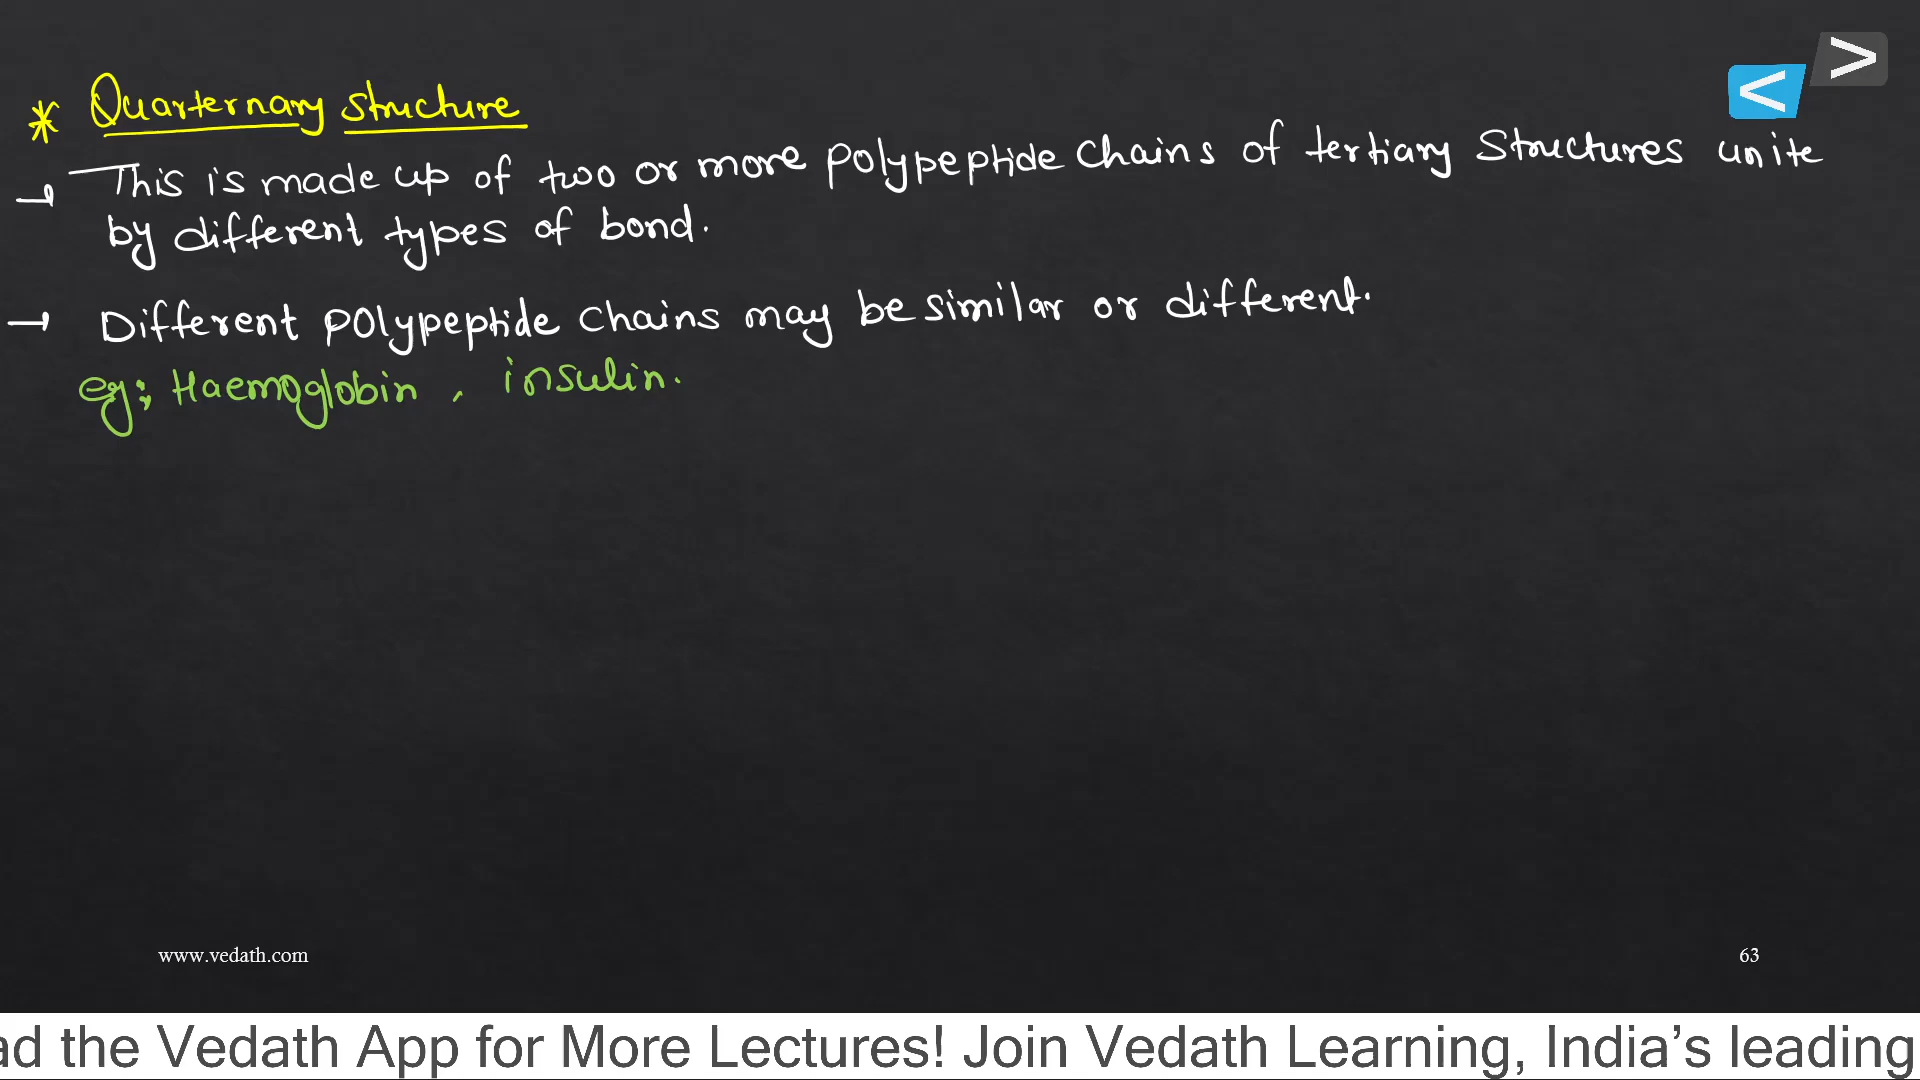 * Quarternary structure
→ This is made up of two or more polypeptide chains of tertiary structures unite
by different types of bond.
→ Different polypeptide chains may be similar or different.
eg; Haemoglobin, insulin.
www.vedath.com
63
ad the Vedath App for More Lectures! Join Vedath Learning, India's leading